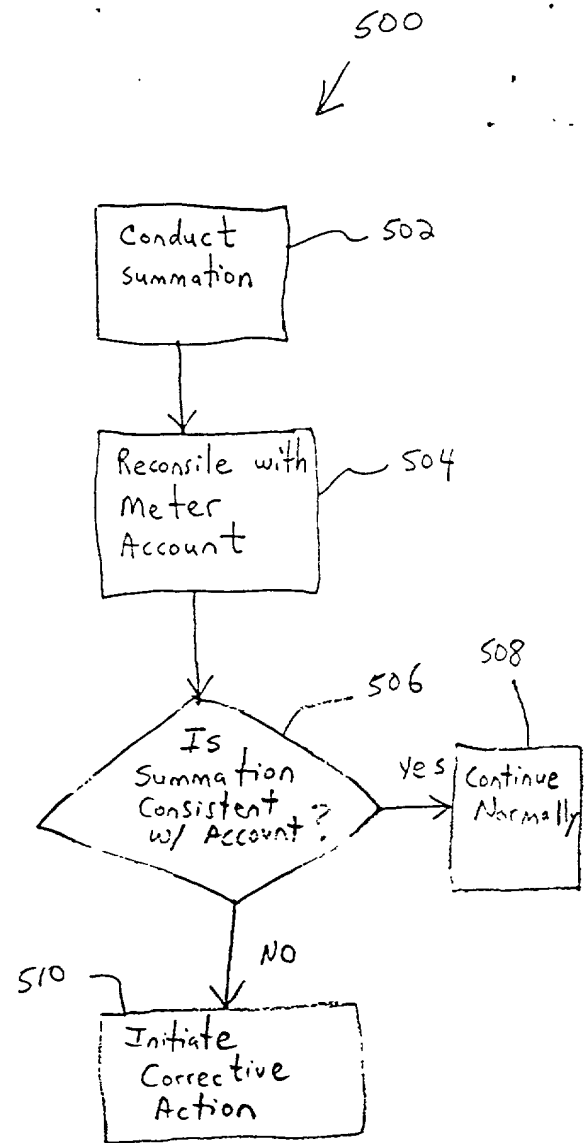 500
Conduct
Summation
502
Reconsile with
Meter
Account
504
506
Is
Summation
Consistent
w/ Account?
yes
508
Continue
Normally
NO
510
Initiate
Corrective
Action